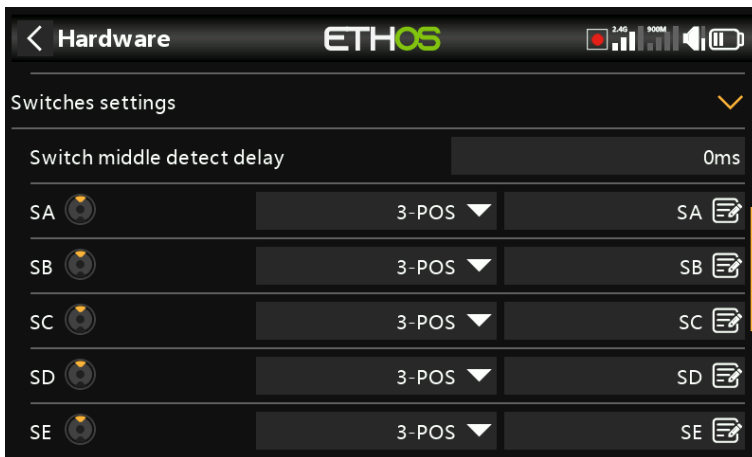 Hardware ETHOS 2.4G 900M
Switches settings
Switch middle detect delay 0ms
SA 3-POS SA
SB 3-POS SB
SC 3-POS SC
SD 3-POS SD
SE 3-POS SE